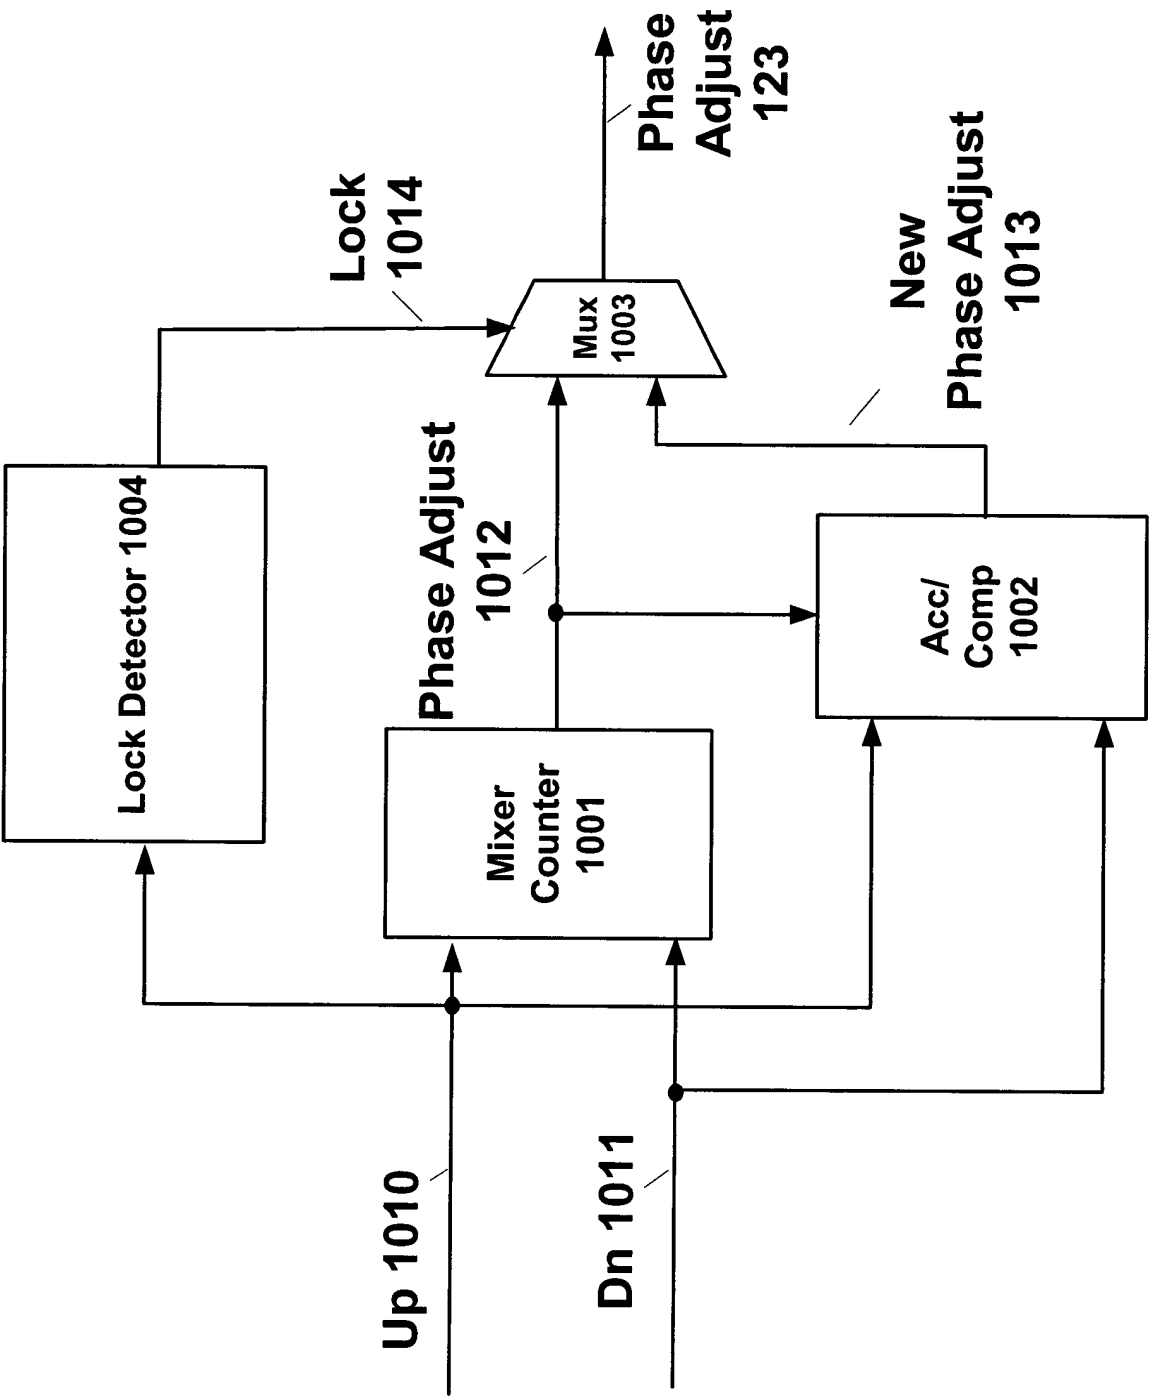 Lock Detector 1004
Lock
1014
Phase
Adjust
123
Mux
1003
Phase Adjust
1012
Mixer
Counter
1001
Up 1010
Dn 1011
New
Phase Adjust
1013
Acc/
Comp
1002